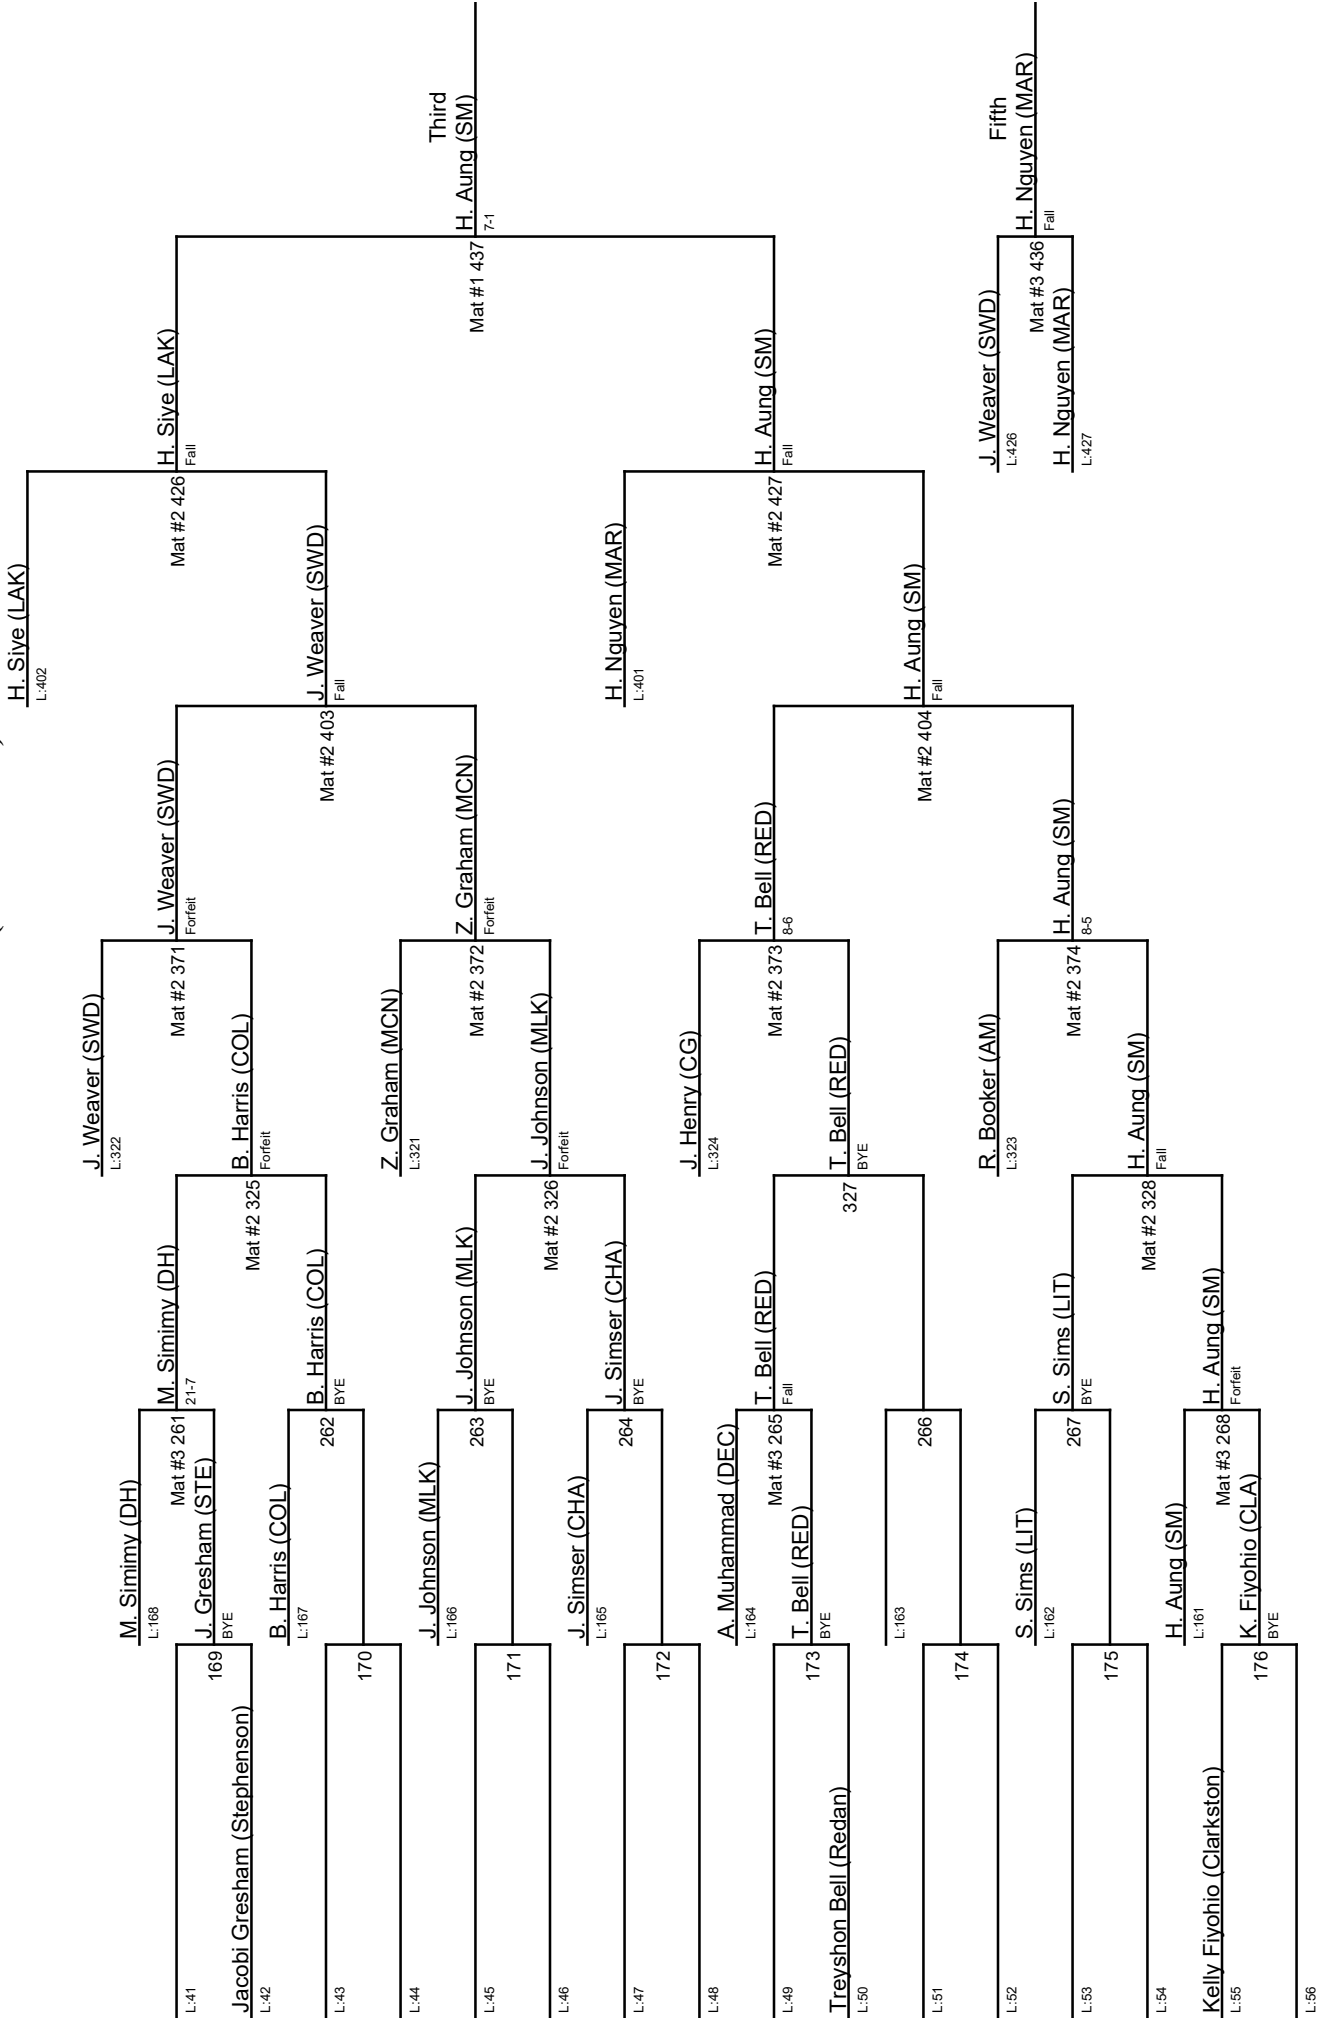 L:41
Jacobi Gresham (Stephenson)
L:42
L:43
L:44
L:45
L:46
L:47
L:48
L:49
Treyshon Bell (Redan)
L:50
L:51
L:52
L:53
L:54
Kelly Fiyohio (Clarkston)
L:55
L:56
M. Simimy (DH)
L:168
169
J. Gresham (STE)
BYE
B. Harris (COL)
L:167
170
J. Johnson (MLK)
L:166
171
J. Simser (CHA)
L:165
172
A. Muhammad (DEC)
L:164
173
T. Bell (RED)
BYE
L:163
174
S. Sims (LIT)
L:162
175
H. Aung (SM)
L:161
176
K. Fiyohio (CLA)
BYE
Mat #3 261
M. Simimy (DH)
21-7
262
B. Harris (COL)
BYE
263
J. Johnson (MLK)
BYE
264
J. Simser (CHA)
BYE
Mat #3 265
T. Bell (RED)
Fall
266
267
S. Sims (LIT)
BYE
Mat #3 268
H. Aung (SM)
Forfeit
J. Weaver (SWD)
L:322
Mat #2 325
B. Harris (COL)
Forfeit
Z. Graham (MCN)
L:321
Mat #2 326
J. Johnson (MLK)
Forfeit
J. Henry (CG)
L:324
327
T. Bell (RED)
BYE
R. Booker (AM)
L:323
Mat #2 328
H. Aung (SM)
Fall
Mat #2 371
J. Weaver (SWD)
Forfeit
Mat #2 372
Z. Graham (MCN)
Forfeit
Mat #2 373
T. Bell (RED)
8-6
Mat #2 374
H. Aung (SM)
8-5
H. Siye (LAK)
L:402
Mat #2 403
J. Weaver (SWD)
Fall
H. Nguyen (MAR)
L:401
Mat #2 404
H. Aung (SM)
Fall
Mat #2 426
H. Siye (LAK)
Fall
Mat #2 427
H. Aung (SM)
Fall
J. Weaver (SWD)
L:426
H. Nguyen (MAR)
L:427
Mat #1 437
Third
H. Aung (SM)
7-1
Mat #3 436
Fifth
H. Nguyen (MAR)
Fall